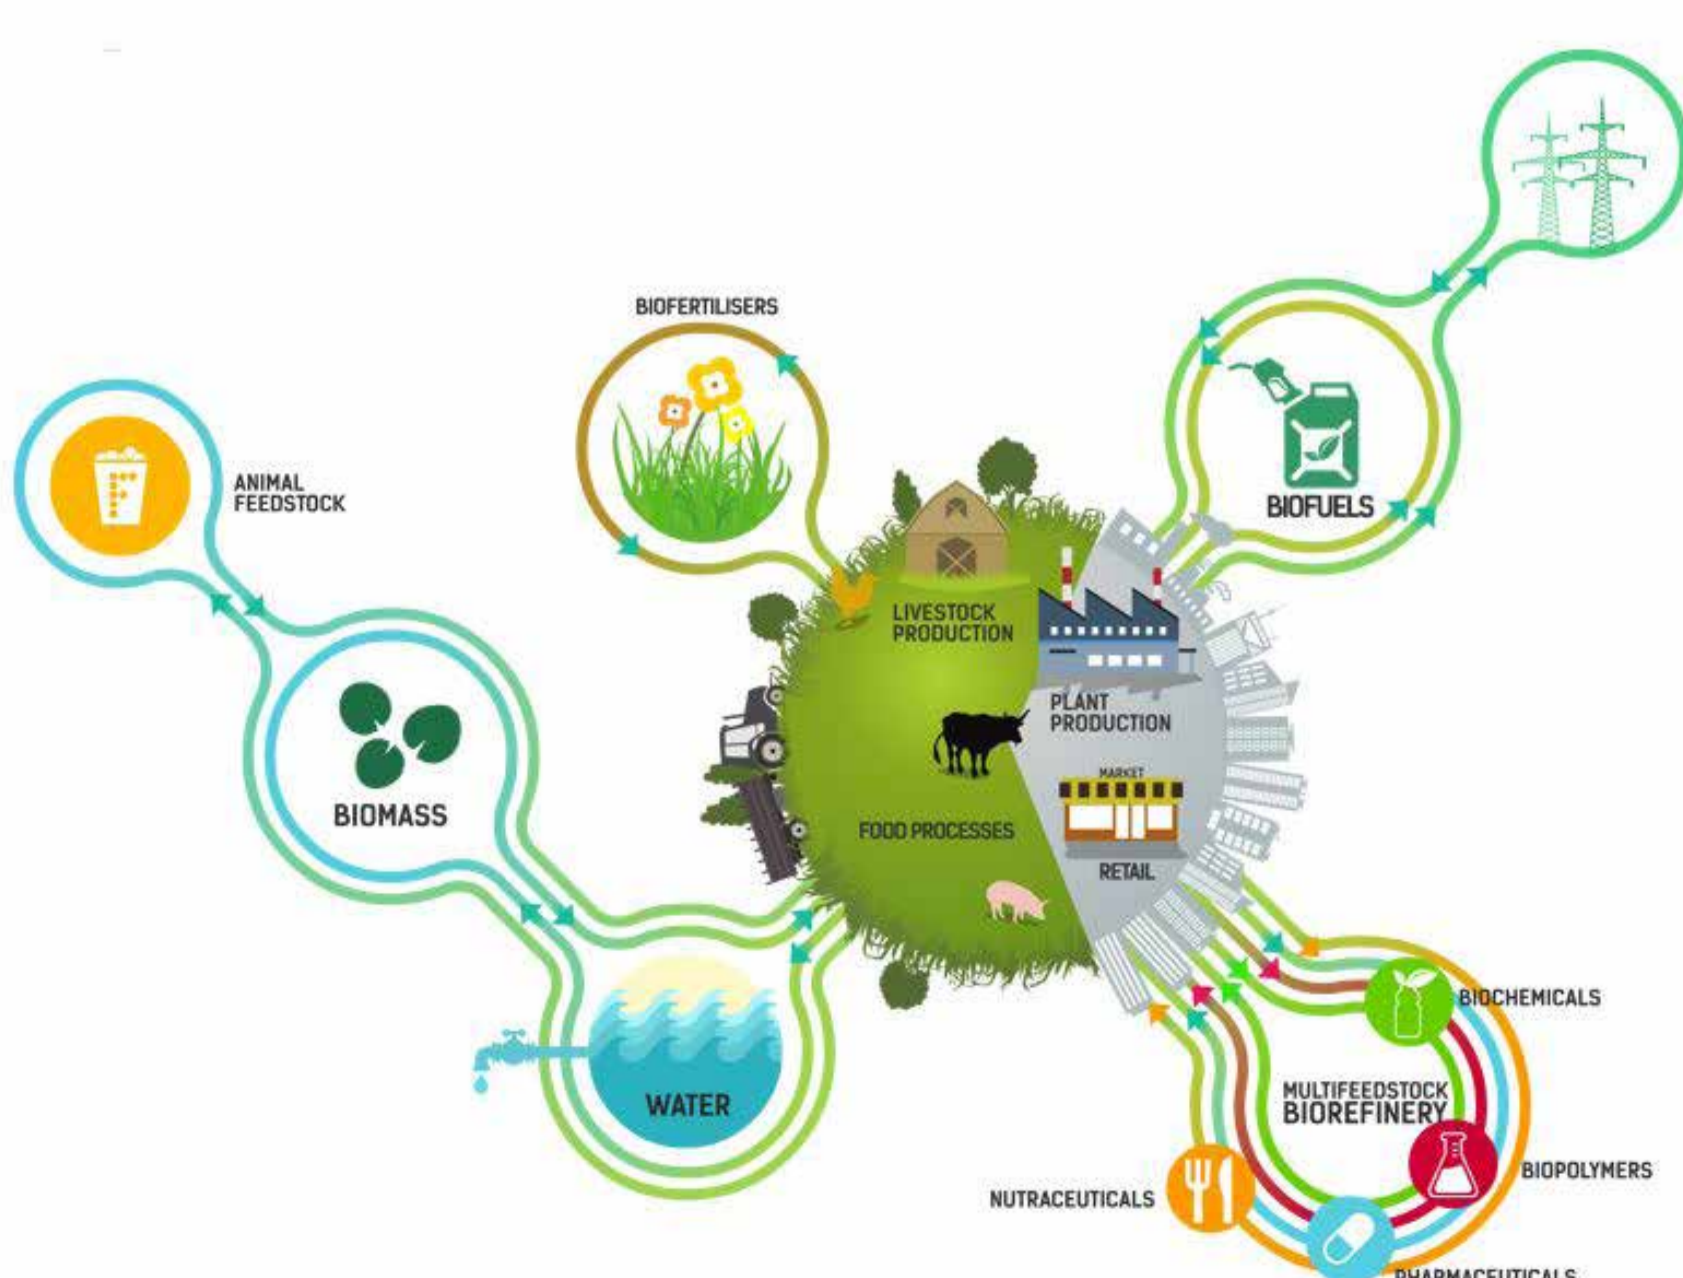 BIOFERTILISERS
ANIMAL
FEEDSTOCK
BIOFUELS
LIVESTOCK
PRODUCTION
PLANT
PRODUCTION
MARKET
BIOMASS
FOOD PROCESSES
RETAIL
WATER
BIOCHEMICALS
MULTIFEEDSTOCK
BIOREFINERY
BIOPOLYMERS
NUTRACEUTICALS
PHARMACEUTICALS